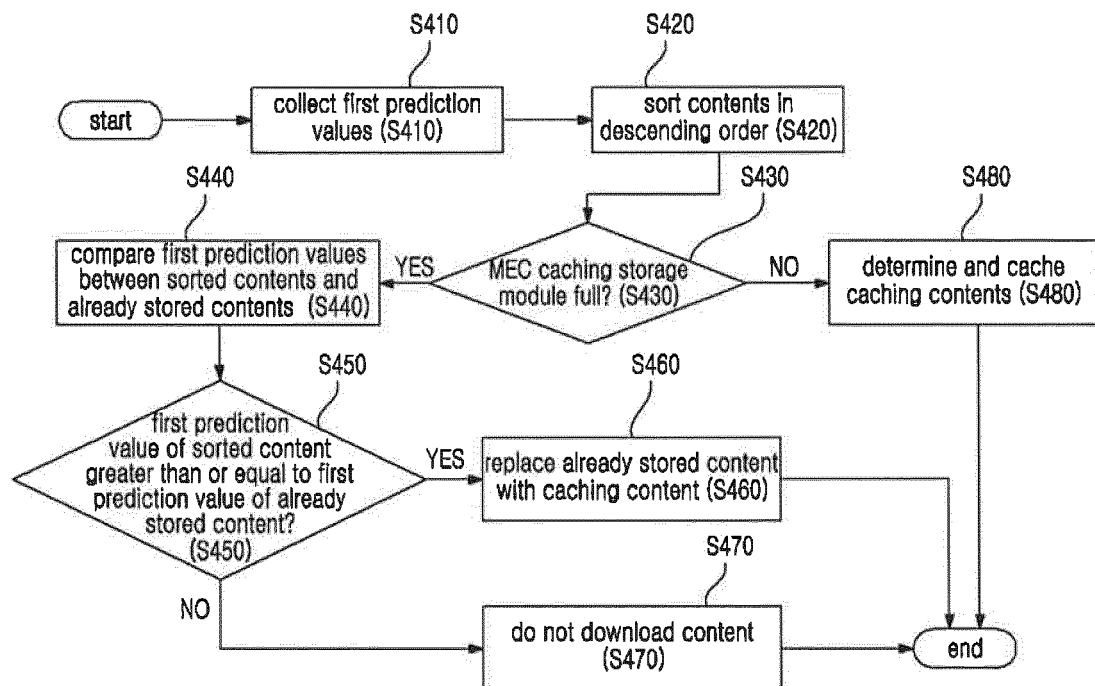 S410
S420
start
collect first prediction
values (S410)
sort contents in
descending order (S420)
S440
S430
S480
compare first prediction values
between sorted contents and
already stored contents (S440)
YES
MEC caching storage
module full? (S430)
NO
determine and cache
caching contents (S480)
S450
S460
first prediction
value of sorted content
greater than or equal to first
prediction value of already
stored content?
(S450)
YES
replace already stored content
with caching content (S460)
S470
NO
do not download content
(S470)
end